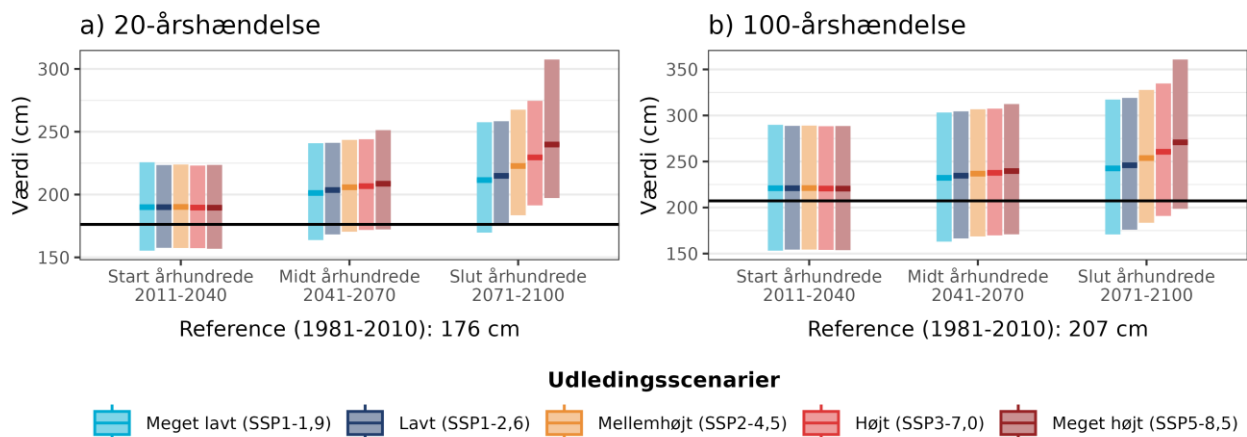 a) 20-årshændelse
Værdi (cm)
300
250
200
150
Start århundrede
2011-2040
Midt århundrede
2041-2070
Slut århundrede
2071-2100
Reference (1981-2010): 176 cm
b) 100-årshændelse
Værdi (cm)
350
300
250
200
150
Start århundrede
2011-2040
Midt århundrede
2041-2070
Slut århundrede
2071-2100
Reference (1981-2010): 207 cm
Udledingsscenarier
Meget lavt (SSP1-1,9)
Lavt (SSP1-2,6)
Mellemhøjt (SSP2-4,5)
Højt (SSP3-7,0)
Meget højt (SSP5-8,5)